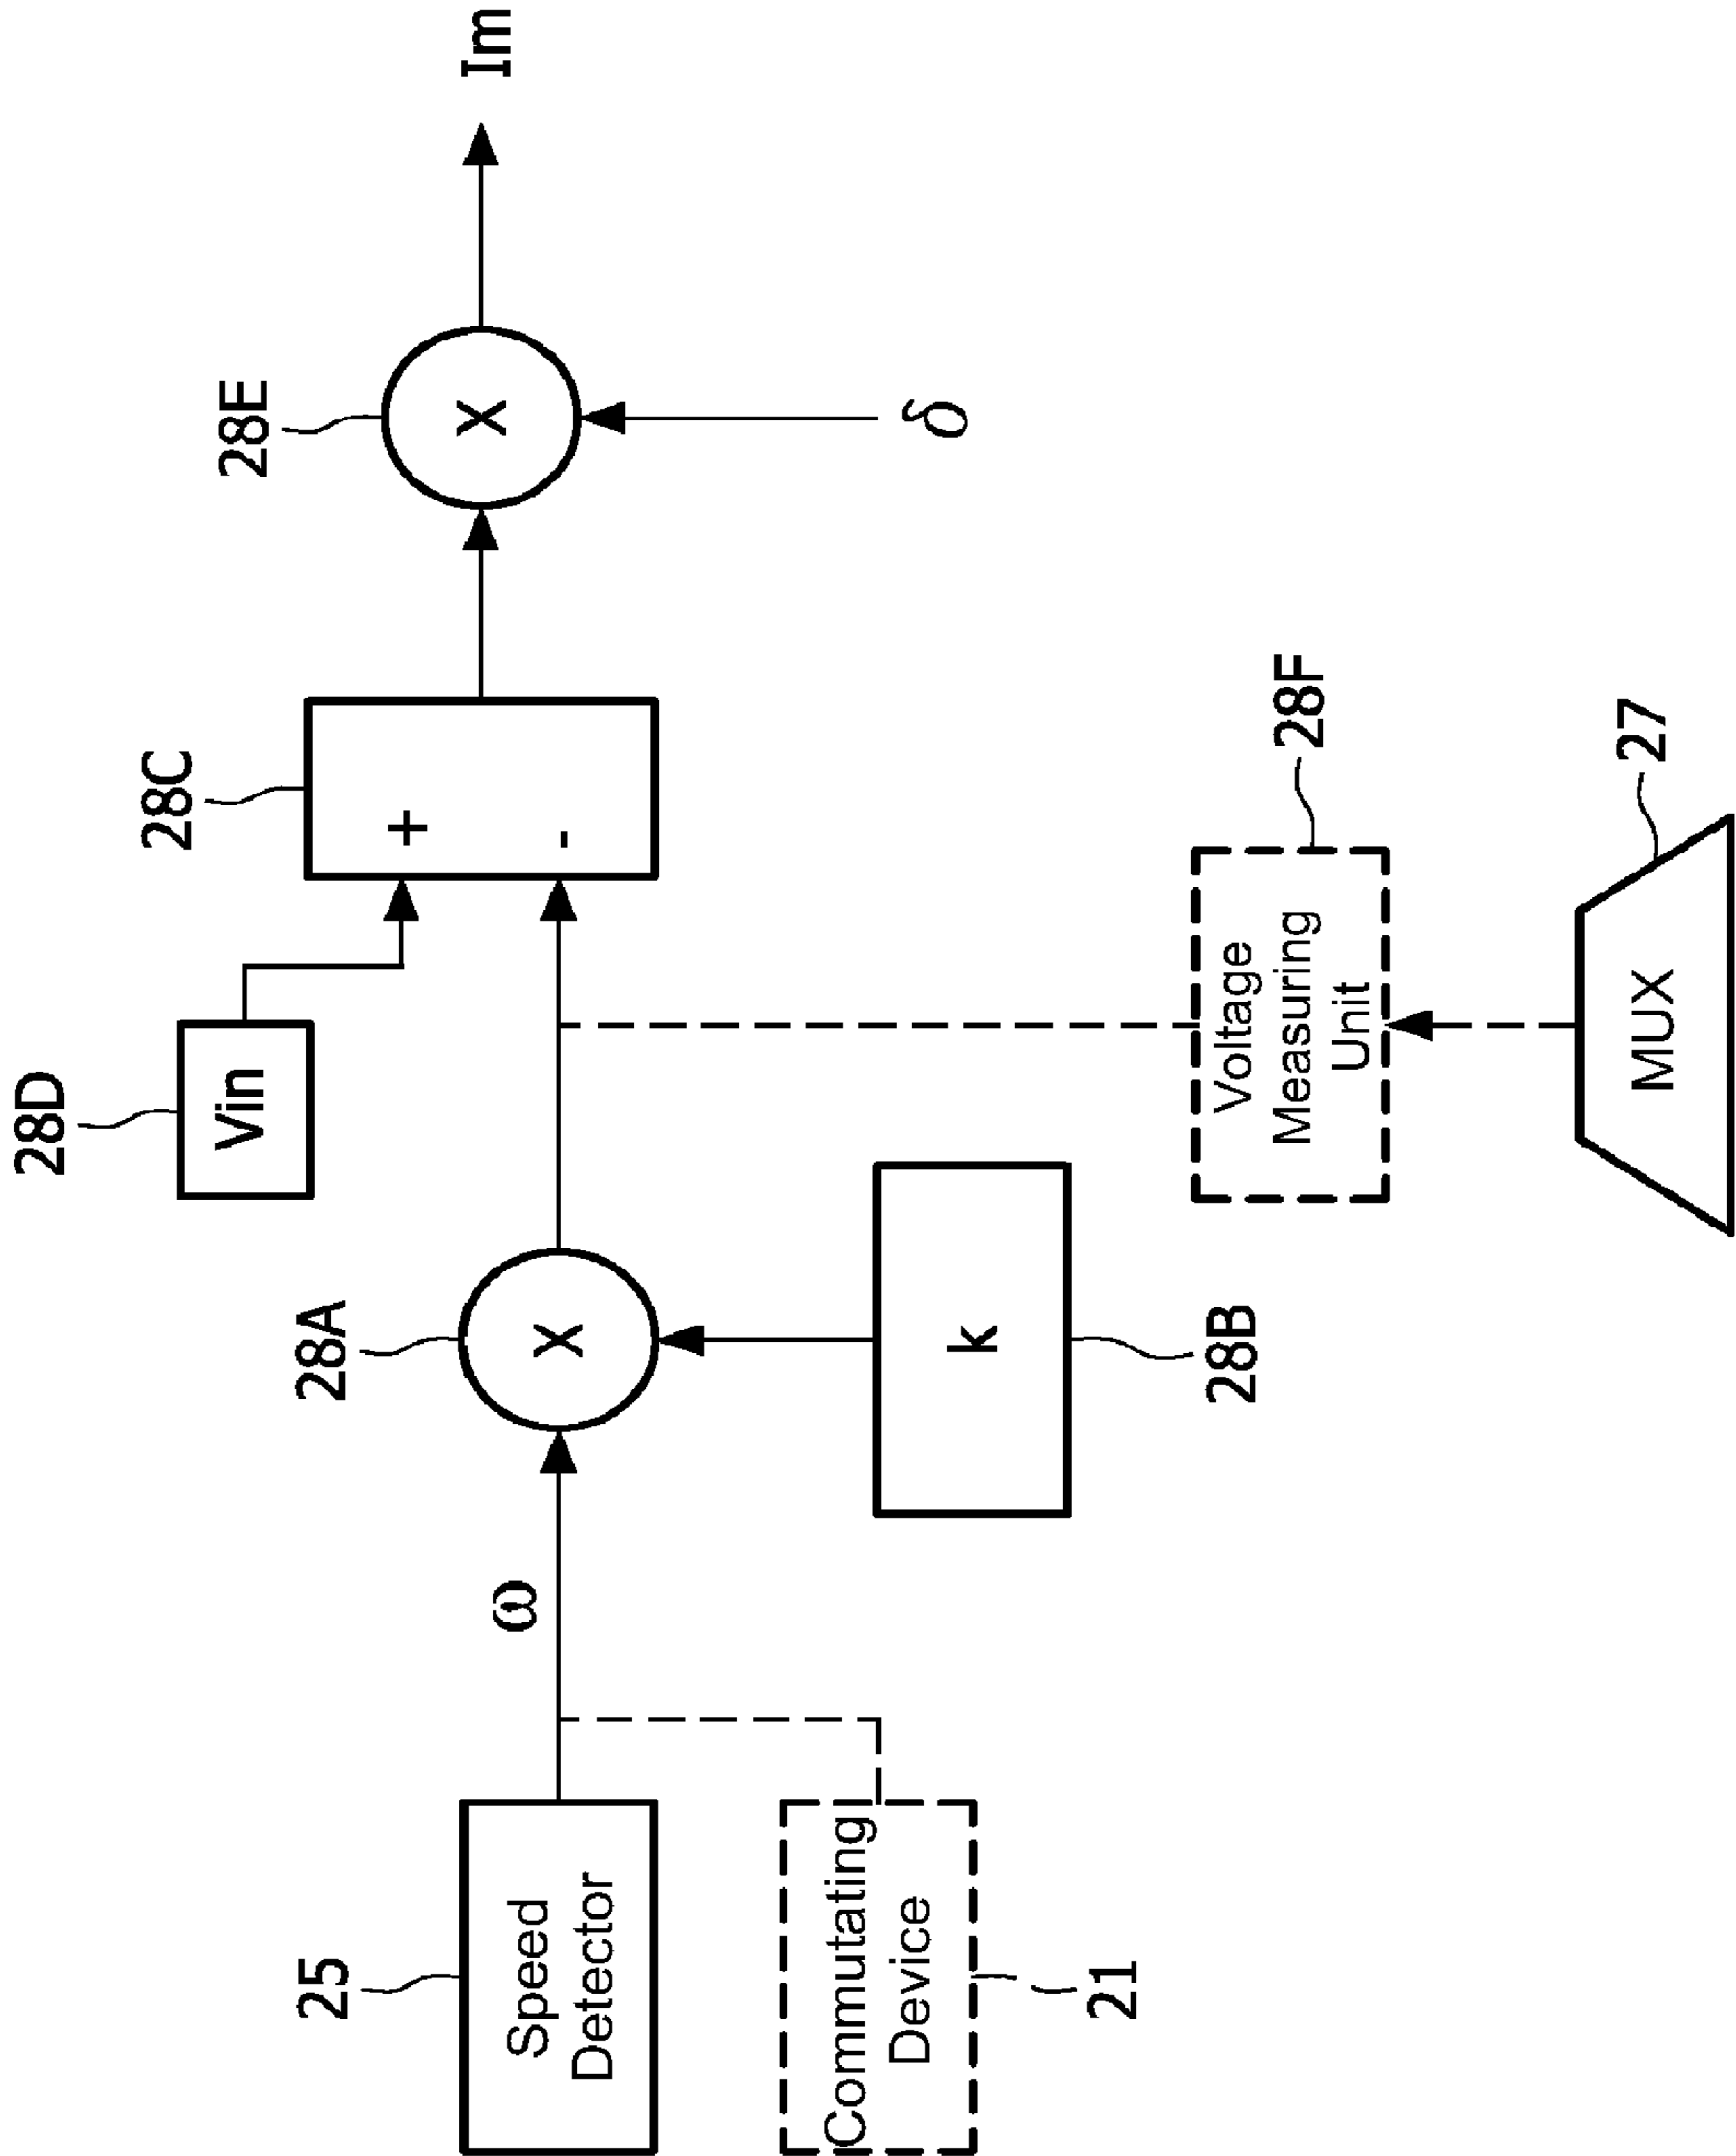 28D
Vin
28C
28E
Im
+
-
28A
X
X
25
Speed
Detector
ω
k
28B
δ
Commutating
Device
21
Voltage
Measuring
Unit
28F
MUX
27